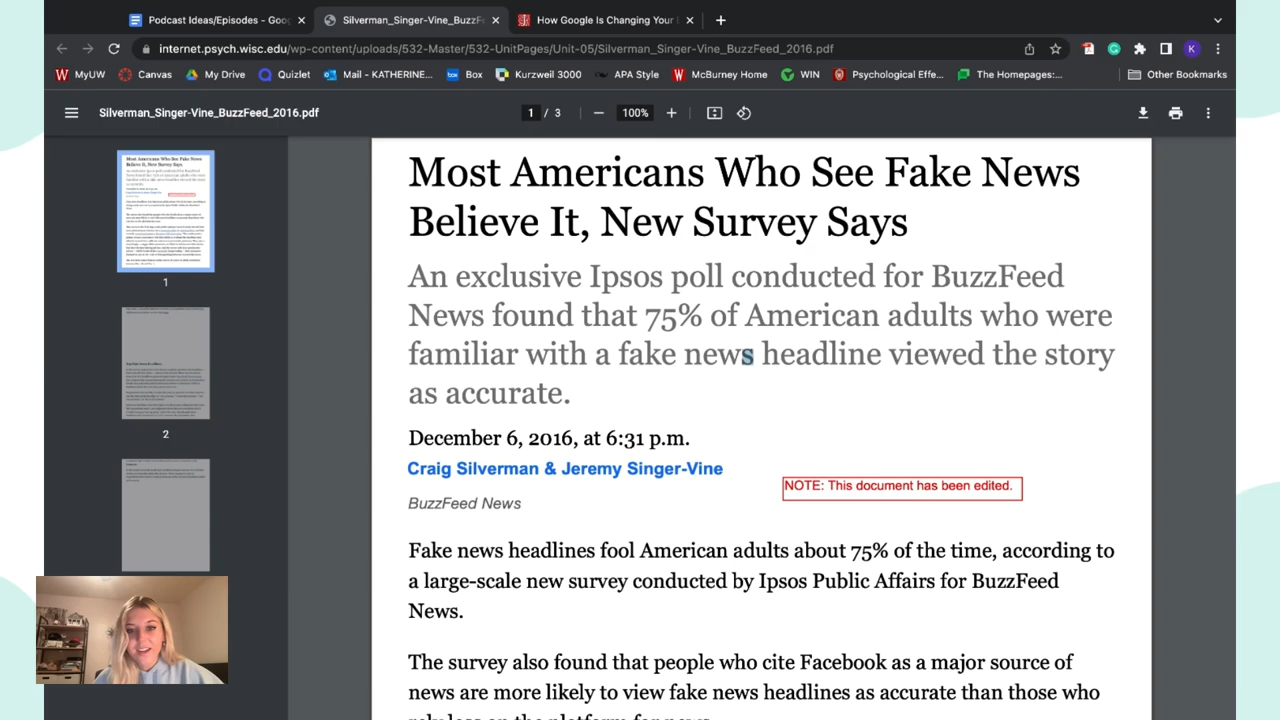 Podcast Ideas/Episodes - Goo
Silverman_Singer-Vine_BuzzF
How Google Is Changing Your
internet.psych.wisc.edu/wp-content/uploads/532-Master/532-UnitPages/Unit-05/Silverman_Singer-Vine_BuzzFeed_2016.pdf
K
MyUW Canvas My Drive Quizlet Mail - KATHERINE... Box Kurzweil 3000 APA Style McBurney Home WIN Psychological Effe... The Homepages:... Other Bookmarks
Silverman_Singer-Vine_BuzzFeed_2016.pdf 1 / 3 100%
1
2
Most Americans Who See Fake News
Believe It, New Survey Says
An exclusive Ipsos poll conducted for BuzzFeed
News found that 75% of American adults who were
familiar with a fake news headline viewed the story
as accurate.
December 6, 2016, at 6:31 p.m.
Craig Silverman & Jeremy Singer-Vine
NOTE: This document has been edited.
BuzzFeed News
Fake news headlines fool American adults about 75% of the time, according to
a large-scale new survey conducted by Ipsos Public Affairs for BuzzFeed
News.
The survey also found that people who cite Facebook as a major source of
news are more likely to view fake news headlines as accurate than those who
rely less on the platform for news.